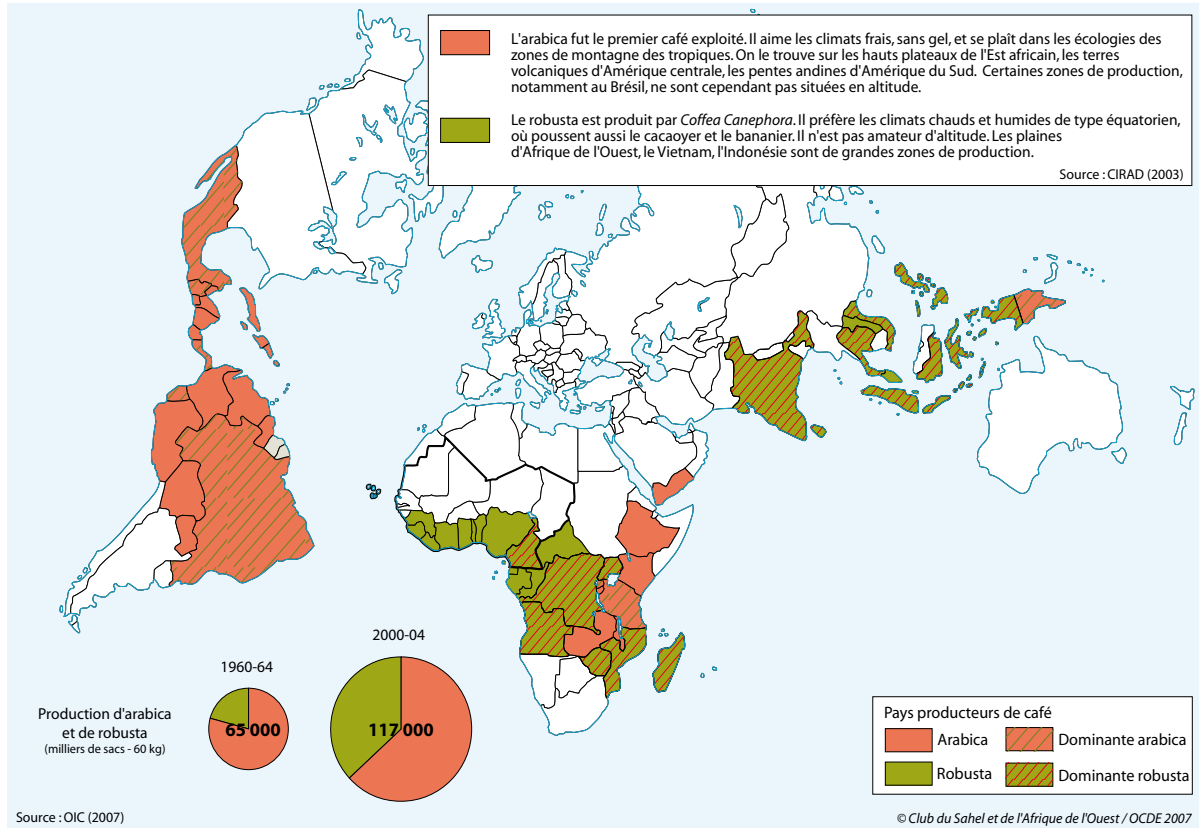 L'arabica fut le premier café exploité. Il aime les climats frais, sans gel, et se plaît dans les écologies des
zones de montagne des tropiques. On le trouve sur les hauts plateaux de l'Est africain, les terres
volcaniques d'Amérique centrale, les pentes andines d'Amérique du Sud. Certaines zones de production,
notamment au Brésil, ne sont cependant pas situées en altitude.
Le robusta est produit par Coffea Canephora. Il préfère les climats chauds et humides de type équatorien,
où poussent aussi le cacaoyer et le bananier. Il n'est pas amateur d'altitude. Les plaines
d'Afrique de l'Ouest, le Vietnam, l'Indonésie sont de grandes zones de production.
Source : CIRAD (2003)
2000-04
1960-64
Production d'arabica
et de robusta
(milliers de sacs - 60 kg)
65 000
117 000
Pays producteurs de café
Arabica
Dominante arabica
Robusta
Dominante robusta
Source : OIC (2007)
© Club du Sahel et de l'Afrique de l'Ouest / OCDE 2007